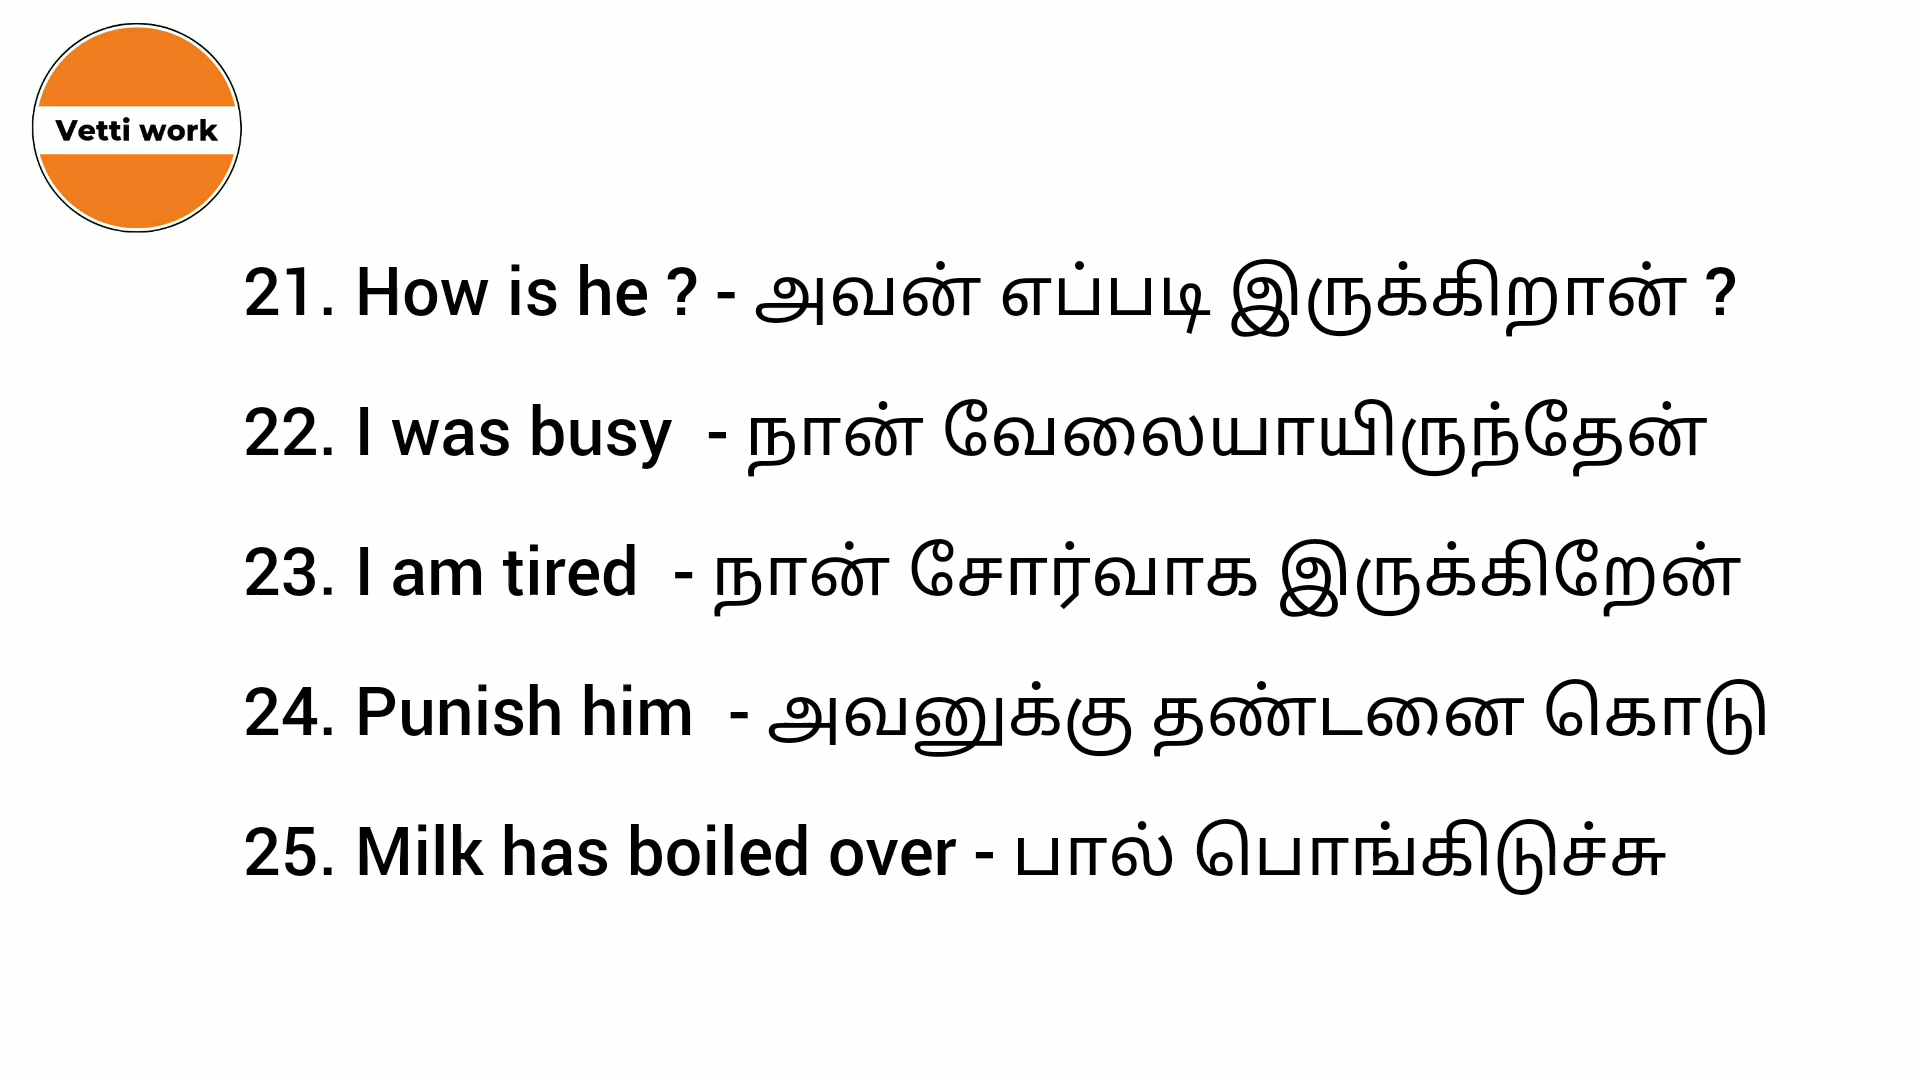 Vetti work
21. How is he ? - அவன் எப்படி இருக்கிறான் ?
22. I was busy - நான் வேலையாயிருந்தேன்
23. I am tired - நான் சோர்வாக இருக்கிறேன்
24. Punish him - அவனுக்கு தண்டனை கொடு
25. Milk has boiled over - பால் பொங்கிடுச்சு